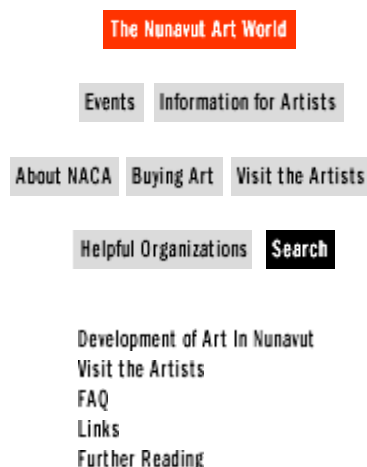 The Nunavut Art World
Events Information for Artists
About NACA Buying Art Visit the Artists
Helpful Organizations Search
Development of Art In Nunavut
Visit the Artists
FAQ
Links
Further Reading